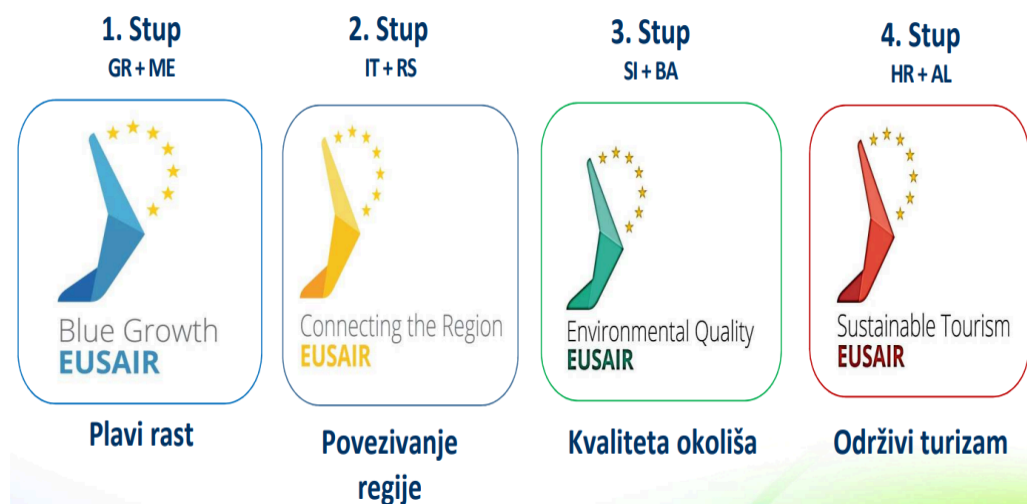 1. Stup
GR + ME
Blue Growth
EUSAIR
Plavi rast
2. Stup
IT + RS
Connecting the Region
EUSAIR
Povezivanje
regije
3. Stup
SI + BA
Environmental Quality
EUSAIR
Kvaliteta okoliša
4. Stup
HR + AL
Sustainable Tourism
EUSAIR
Održivi turizam